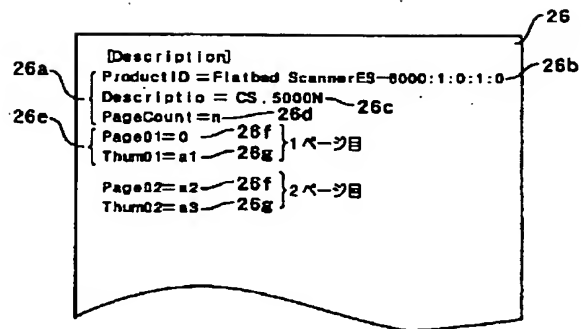 26
[Description]
26a ProductID = Flatbed ScannerES-6000:1:0:1:0 26b
Descriptio = CS. 5000N 26c
26e PageCount=n 26d
Page01=0 26f
Thum01=a1 26g 1ページ目
Page02=a2 26f
Thum02=a3 26g 2ページ目